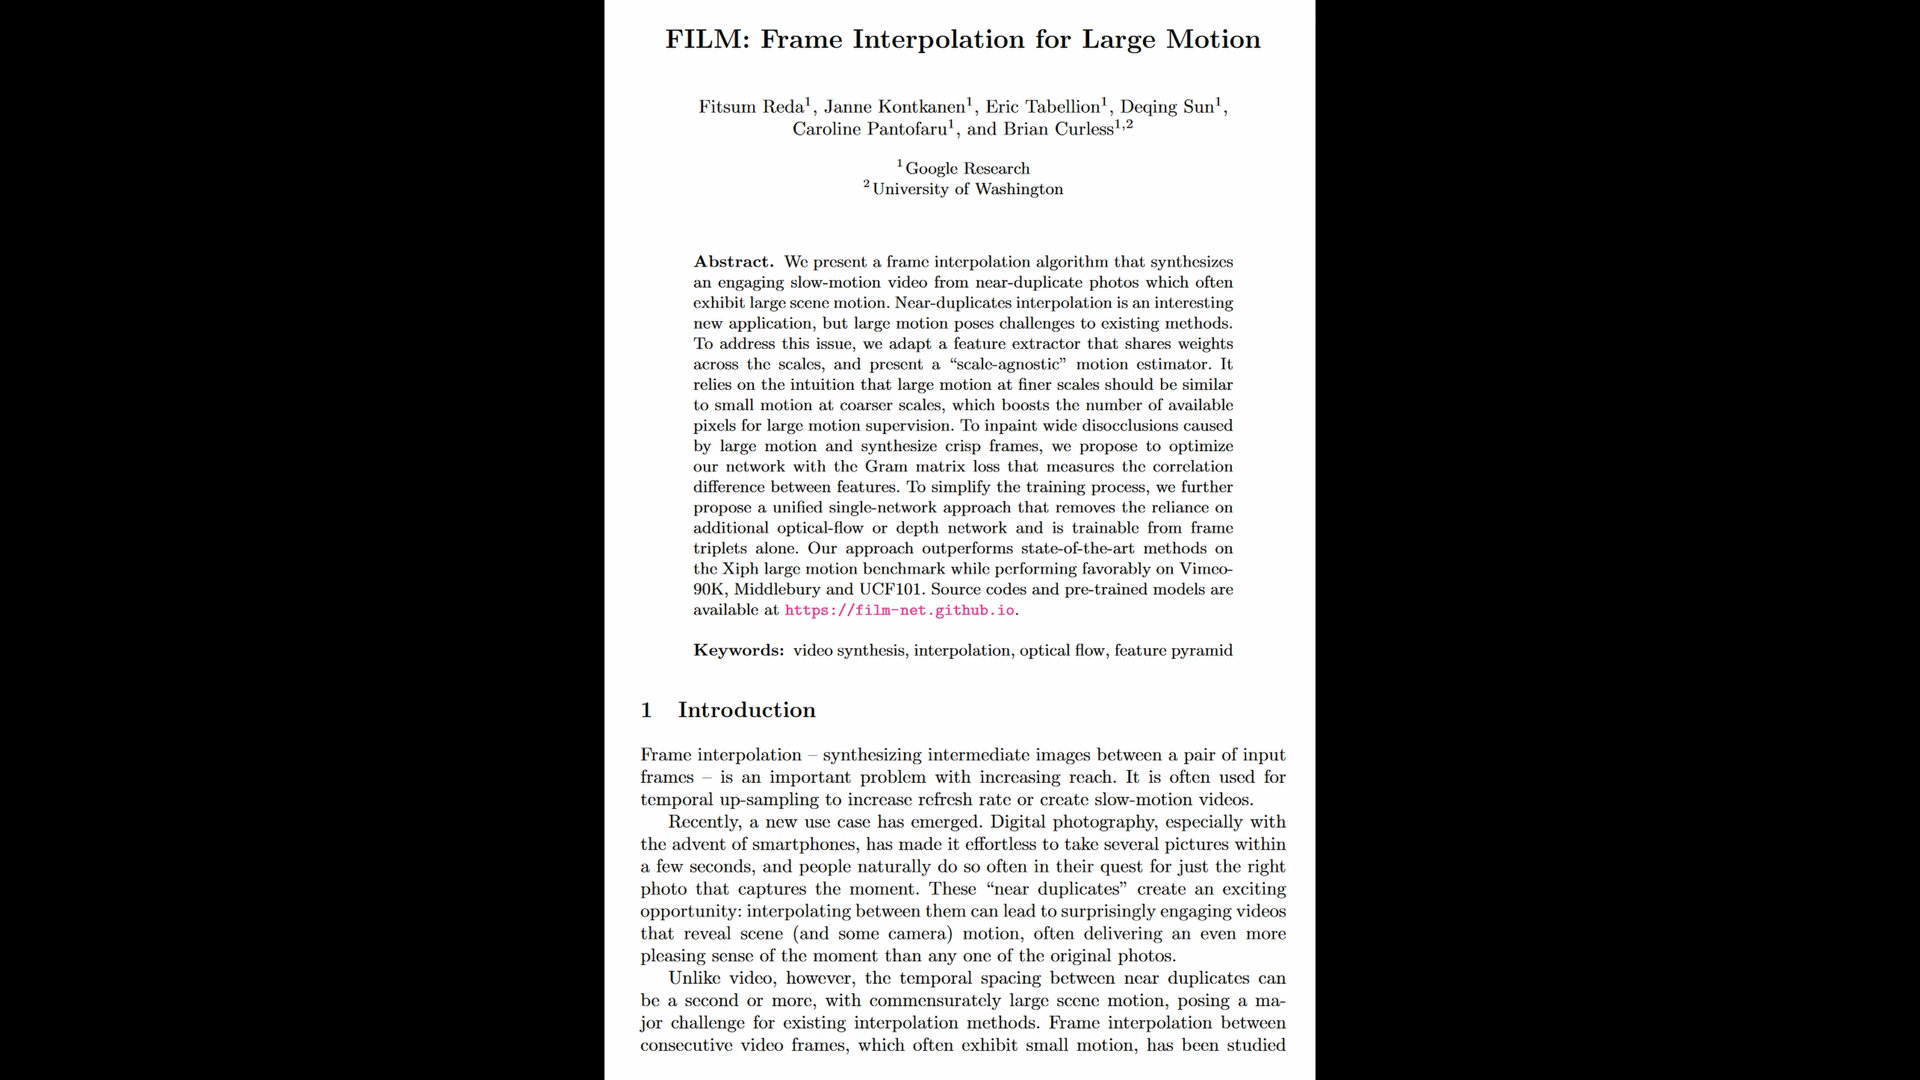 FILM: Frame Interpolation for Large Motion
Fitsum Reda1, Janne Kontkanen1, Eric Tabellion1, Deqing Sun1,
Caroline Pantofaru1, and Brian Curless1,2
1 Google Research
2 University of Washington
Abstract. We present a frame interpolation algorithm that synthesizes
an engaging slow-motion video from near-duplicate photos which often
exhibit large scene motion. Near-duplicates interpolation is an interesting
new application, but large motion poses challenges to existing methods.
To address this issue, we adapt a feature extractor that shares weights
across the scales, and present a “scale-agnostic” motion estimator. It
relies on the intuition that large motion at finer scales should be similar
to small motion at coarser scales, which boosts the number of available
pixels for large motion supervision. To inpaint wide disocclusions caused
by large motion and synthesize crisp frames, we propose to optimize
our network with the Gram matrix loss that measures the correlation
difference between features. To simplify the training process, we further
propose a unified single-network approach that removes the reliance on
additional optical-flow or depth network and is trainable from frame
triplets alone. Our approach outperforms state-of-the-art methods on
the Xiph large motion benchmark while performing favorably on Vimeo-
90K, Middlebury and UCF101. Source codes and pre-trained models are
available at https://film-net.github.io.
Keywords: video synthesis, interpolation, optical flow, feature pyramid
1 Introduction
Frame interpolation – synthesizing intermediate images between a pair of input
frames – is an important problem with increasing reach. It is often used for
temporal up-sampling to increase refresh rate or create slow-motion videos.
Recently, a new use case has emerged. Digital photography, especially with
the advent of smartphones, has made it effortless to take several pictures within
a few seconds, and people naturally do so often in their quest for just the right
photo that captures the moment. These “near duplicates” create an exciting
opportunity: interpolating between them can lead to surprisingly engaging videos
that reveal scene (and some camera) motion, often delivering an even more
pleasing sense of the moment than any one of the original photos.
Unlike video, however, the temporal spacing between near duplicates can
be a second or more, with commensurately large scene motion, posing a ma-
jor challenge for existing interpolation methods. Frame interpolation between
consecutive video frames, which often exhibit small motion, has been studied